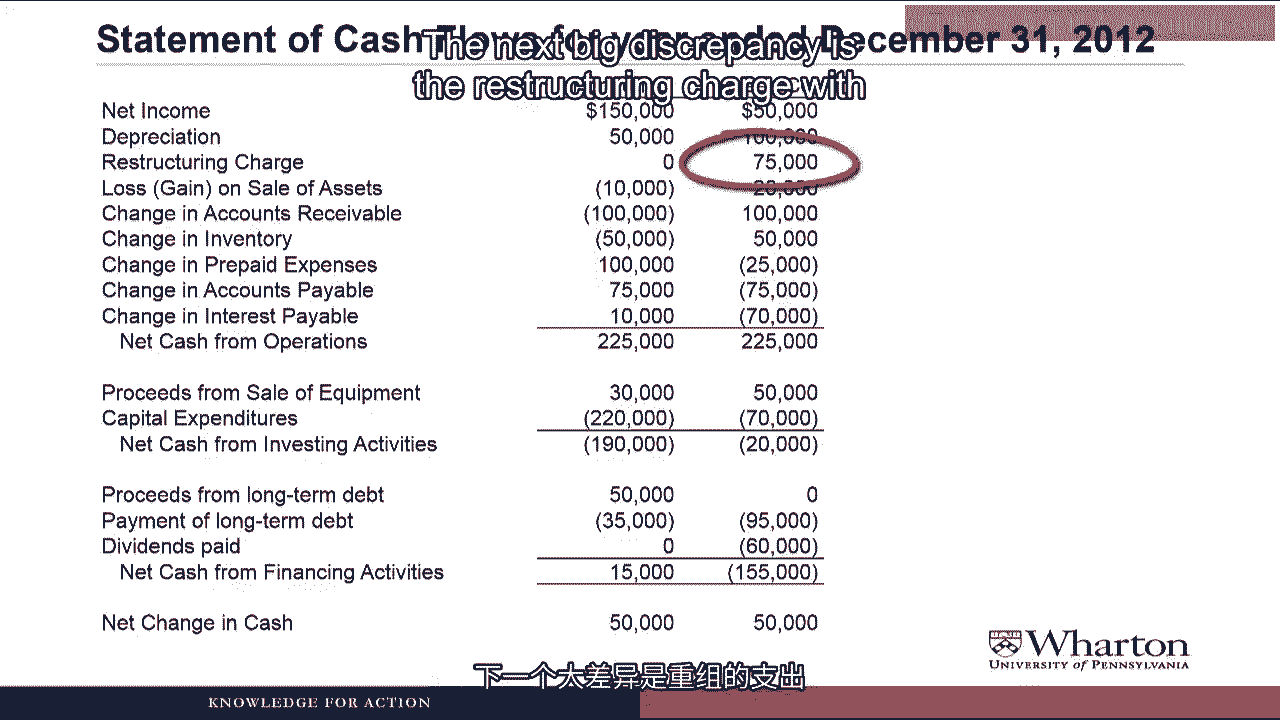 Statement of Cash Flows for year ended December 31, 2012
The next big discrepancy is
the restructuring charge with
Net Income $150,000 $50,000
Depreciation 50,000 100,000
Restructuring Charge 0 75,000
Loss (Gain) on Sale of Assets (10,000) 20,000
Change in Accounts Receivable (100,000) 100,000
Change in Inventory (50,000) 50,000
Change in Prepaid Expenses 100,000 (25,000)
Change in Accounts Payable 75,000 (75,000)
Change in Interest Payable 10,000 (70,000)
Net Cash from Operations 225,000 225,000
Proceeds from Sale of Equipment 30,000 50,000
Capital Expenditures (220,000) (70,000)
Net Cash from Investing Activities (190,000) (20,000)
Proceeds from long-term debt 50,000 0
Payment of long-term debt (35,000) (95,000)
Dividends paid 0 (60,000)
Net Cash from Financing Activities 15,000 (155,000)
Net Change in Cash 50,000 50,000
Wharton
UNIVERSITY of PENNSYLVANIA
下一个大差异是重组的支出
KNOWLEDGE FOR ACTION